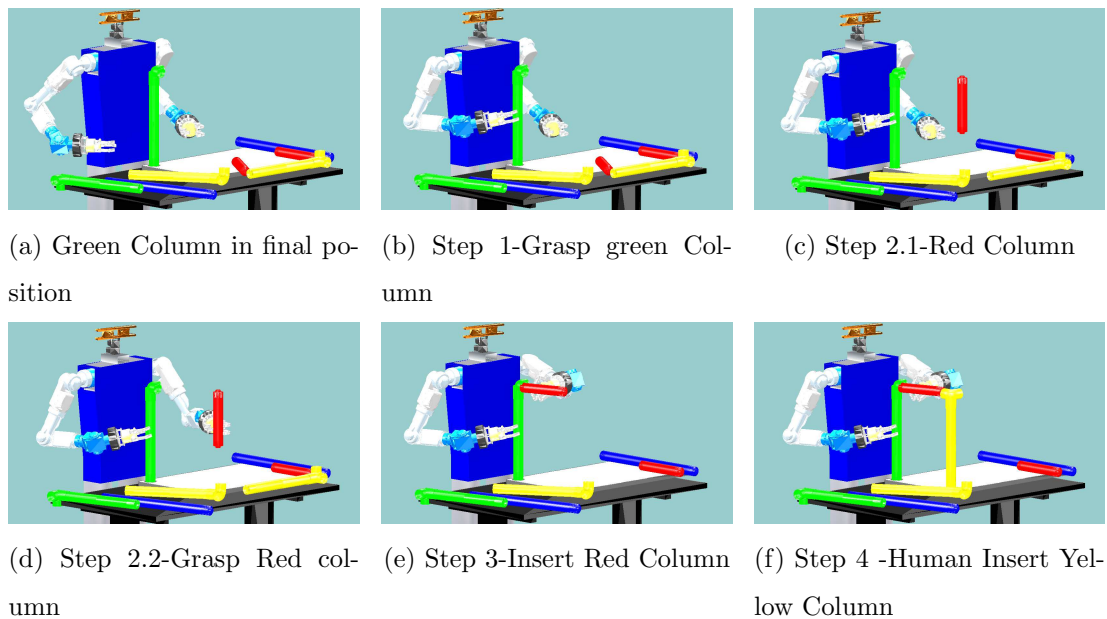 (a) Green Column in final po-
sition
(b) Step 1-Grasp green Col-
umn
(c) Step 2.1-Red Column
(d) Step 2.2-Grasp Red col-
umn
(e) Step 3-Insert Red Column
(f) Step 4 -Human Insert Yel-
low Column